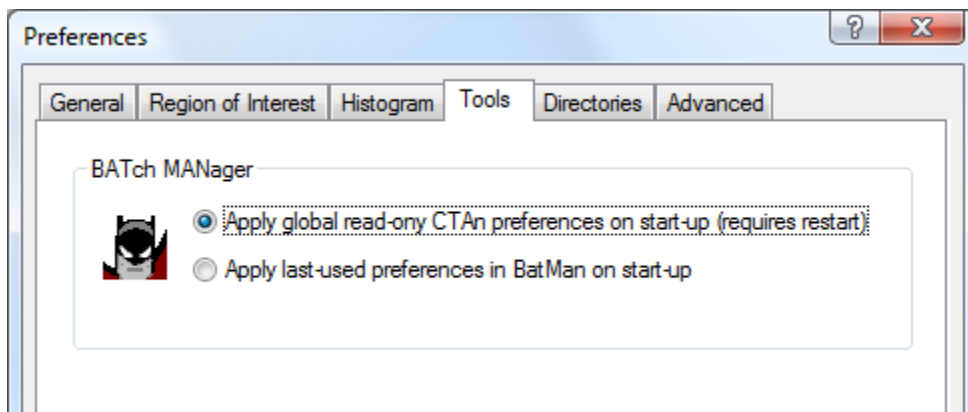 Preferences
General Region of Interest Histogram Tools Directories Advanced
BATch MANager
Apply global read-ony CTAn preferences on start-up (requires restart)
Apply last-used preferences in BatMan on start-up